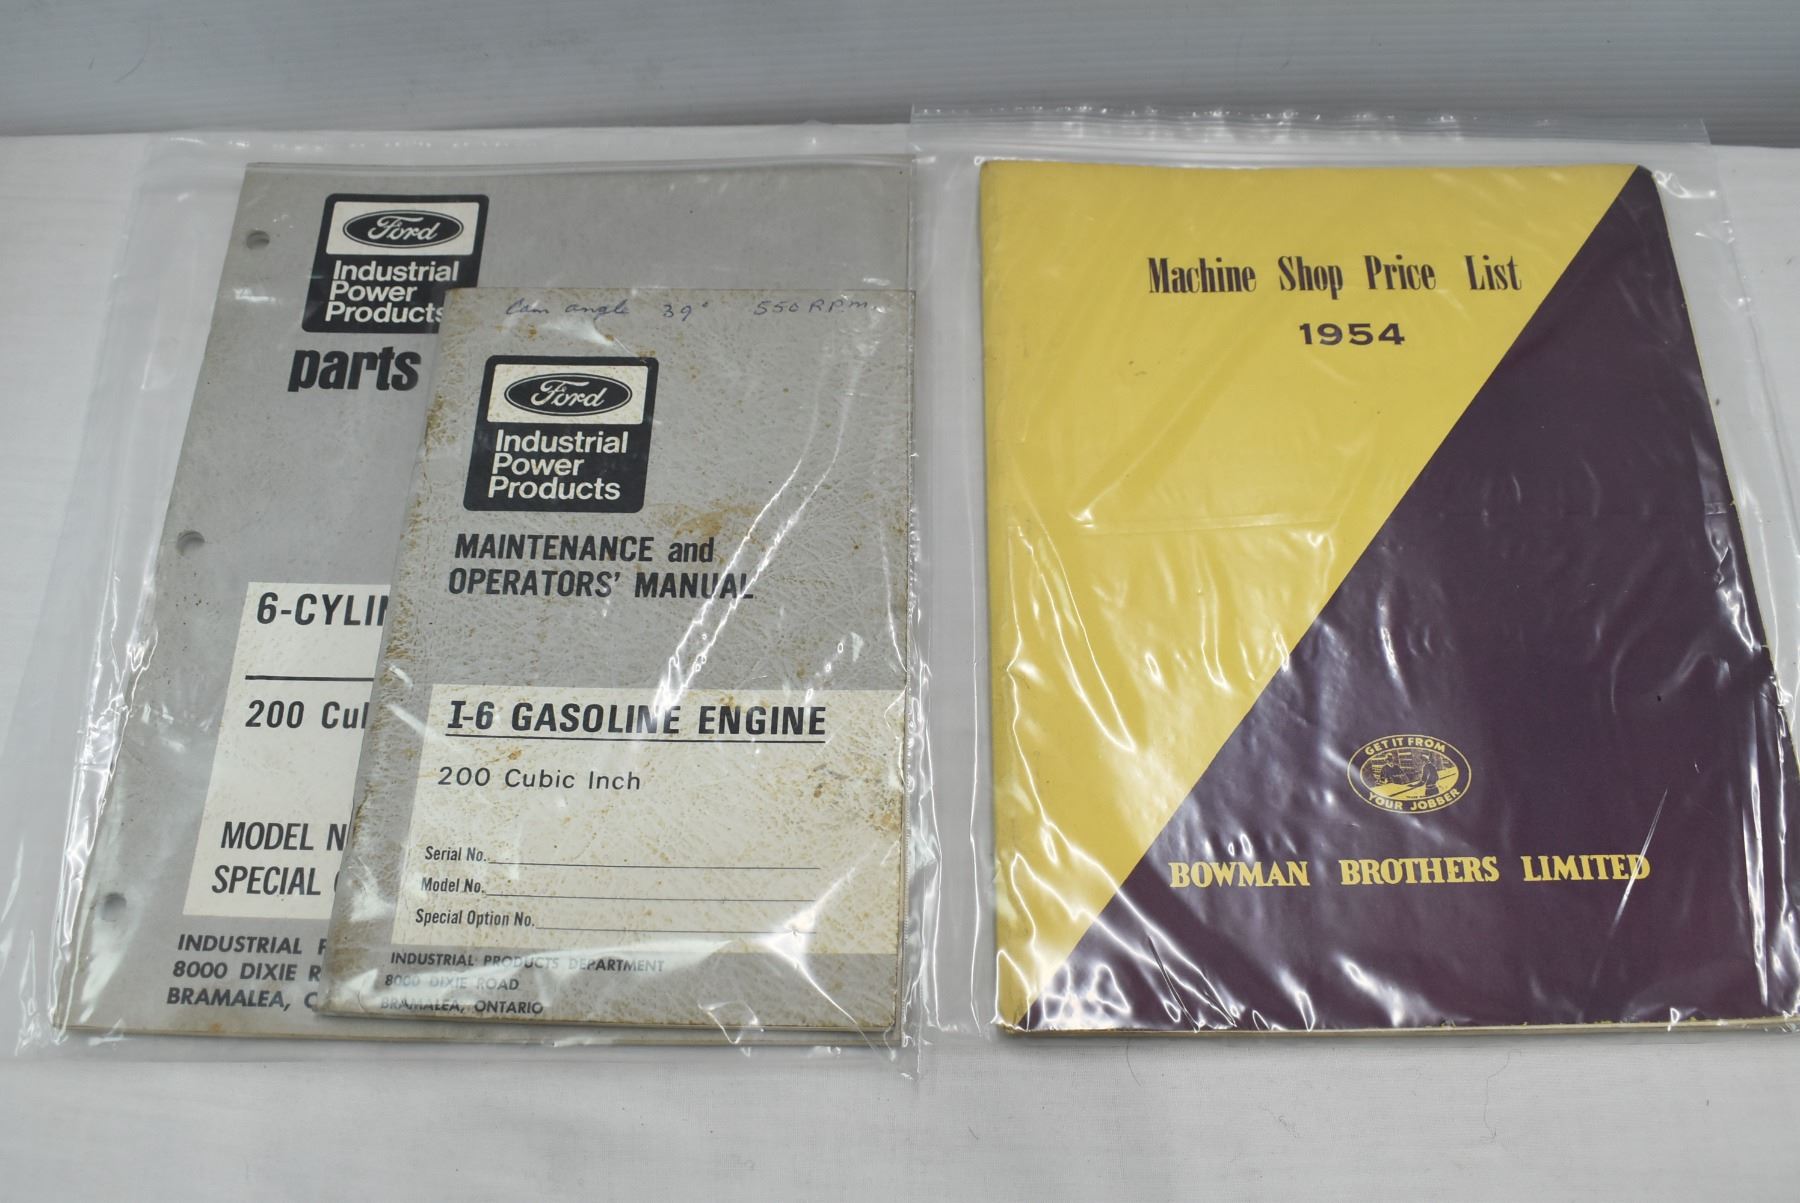 Ford
Industrial
Power
Products
parts
6-CYLIN
200 Cu
MODEL N
SPECIAL
INDUSTRIAL
8000 DIXIE R
BRAMALEA,
Cam angle 39° 550 RPM
Ford
Industrial
Power
Products
MAINTENANCE and
OPERATORS' MANUAL
I-6 GASOLINE ENGINE
200 Cubic Inch
Serial No.
Model No.
Special Option No.
INDUSTRIAL PRODUCTS DEPARTMENT
8000 DIXIE ROAD
BRAMALEA, ONTARIO
Machine Shop Price List
1954
GET IT FROM
YOUR JOBBER
BOWMAN BROTHERS LIMITED